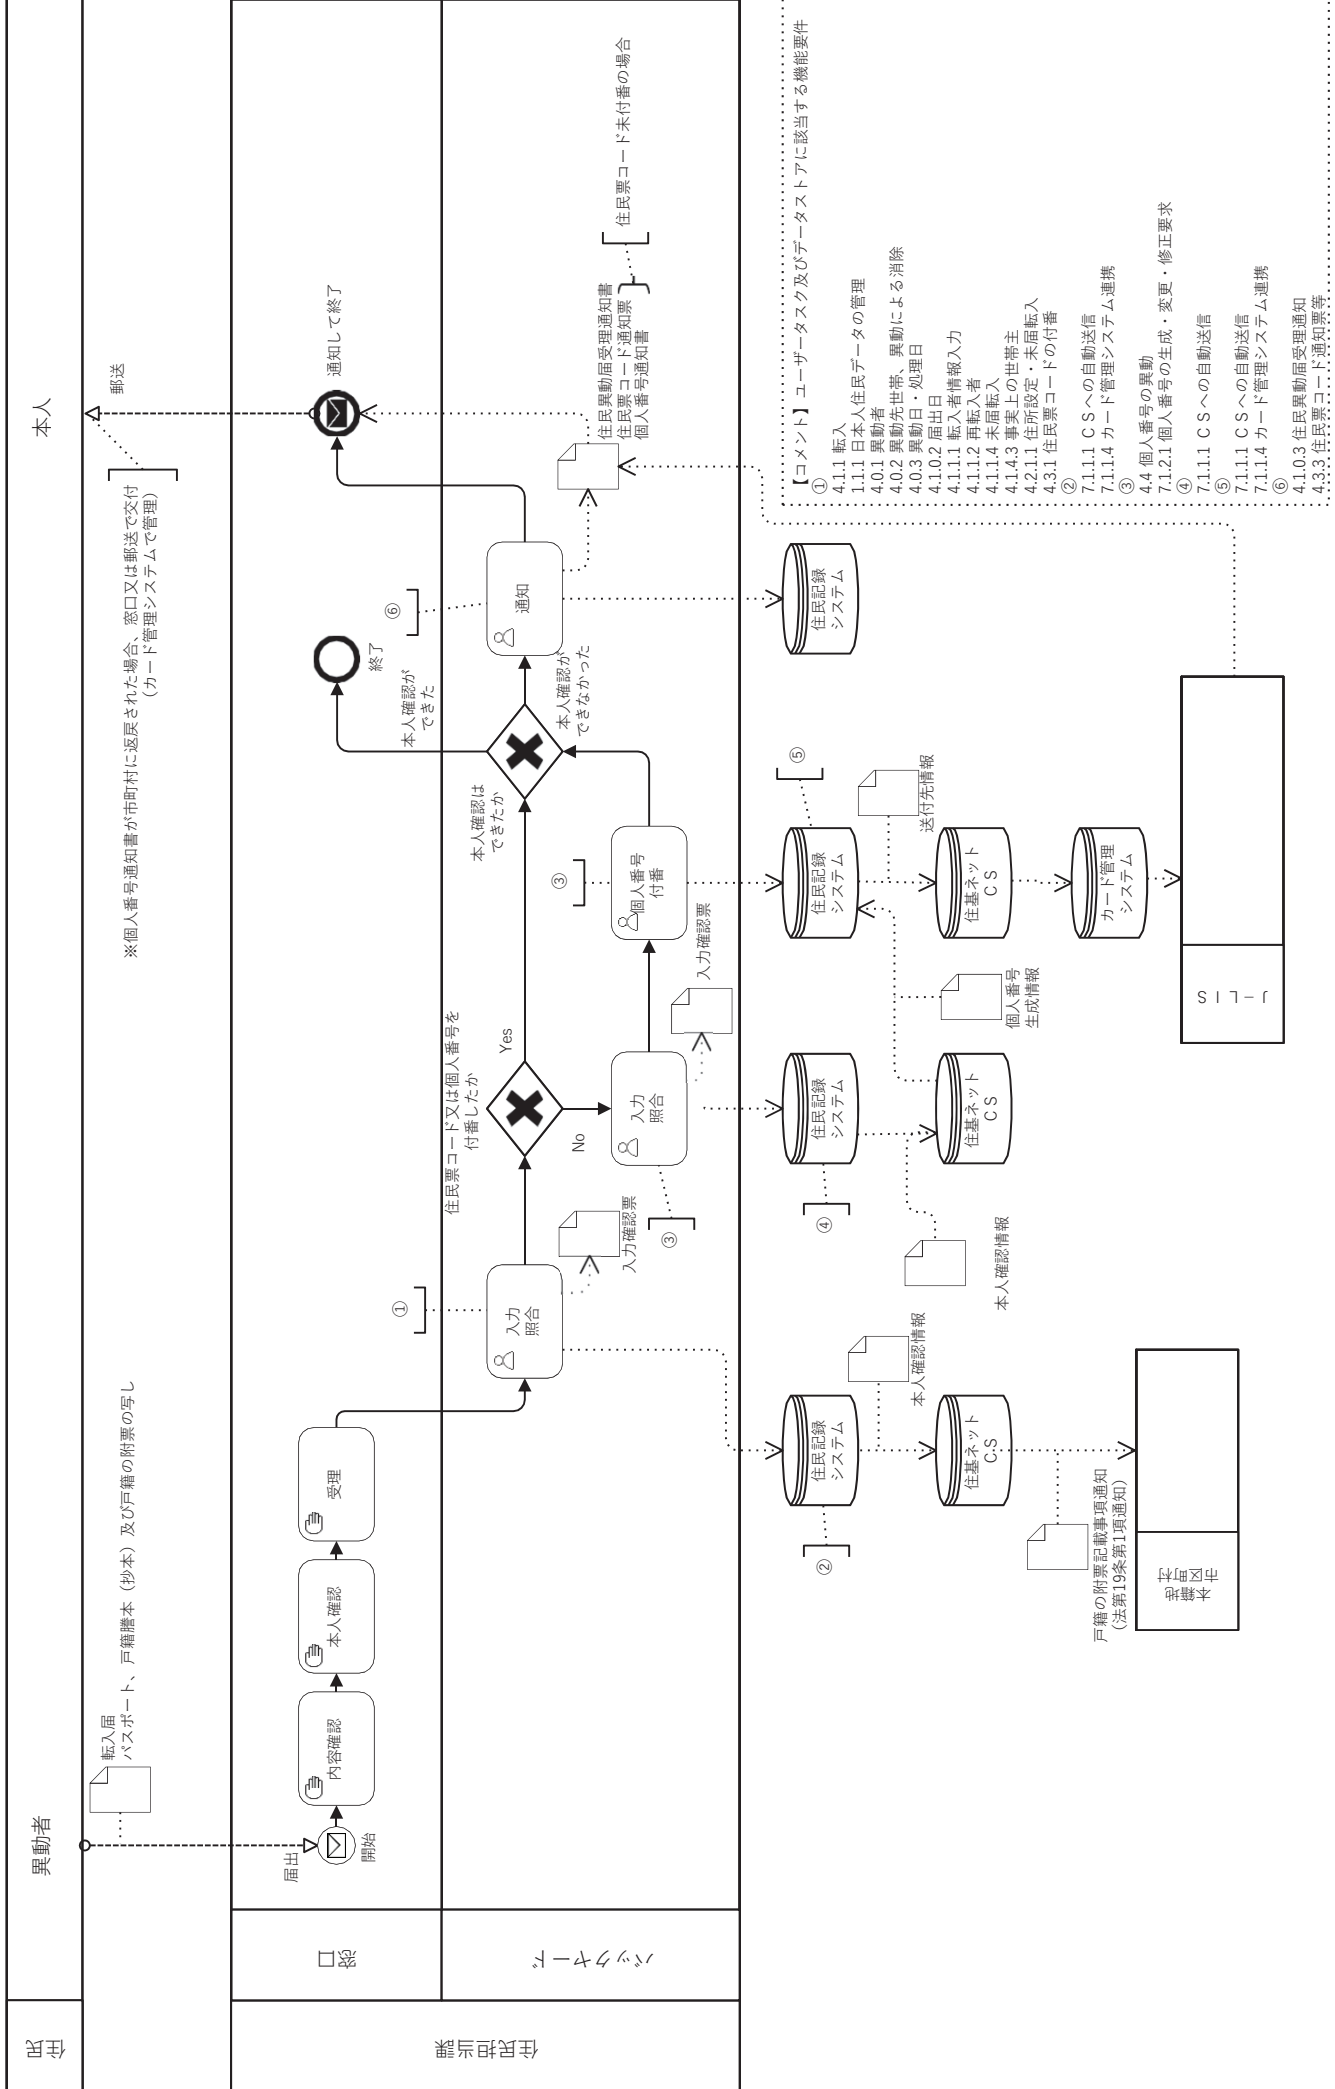 住民
異動者
本人
転入届
パスポート、戸籍謄本（抄本）及び戸籍の附票の写し
※個人番号通知書が市町村に返戻された場合、窓口又は郵送で交付
（カード管理システムで管理）
郵送
住民担当課
窓口
届出
開始
内容確認
本人確認
受理
終了
通知して終了
本人確認が
できた
バックヤード
①
入力
照合
入力確認票
住民票コード又は個人番号を
付番したか
Yes
No
③
入力
照合
入力確認票
③
個人番号
付番
本人確認は
できたか
本人確認が
できなかった
⑥
通知
住民異動届受理通知書
住民票コード通知票
個人番号通知書
住民票コード未付番の場合
②
住民記録
システム
本人確認情報
住基ネット
ＣＳ
戸籍の附票記載事項通知
（法第19条第1項通知）
本籍地
市区町村
④
住民記録
システム
本人確認情報
住基ネット
ＣＳ
個人番号
生成情報
⑤
住民記録
システム
送付先情報
住基ネット
ＣＳ
カード管理
システム
Ｊ－ＬＩＳ
住民記録
システム
【コメント】ユーザータスク及びデータストアに該当する機能要件
①
4.1.1 転入
1.1.1 日本人住民データの管理
4.0.1 異動者
4.0.2 異動先世帯、異動による消除
4.0.3 異動日・処理日
4.1.0.2 届出日
4.1.1.1 転入者情報入力
4.1.1.2 再転入者
4.1.1.4 未届転入
4.1.4.3 事実上の世帯主
4.2.1.1 住所設定・未届転入
4.3.1 住民票コードの付番
②
7.1.1.1 ＣＳへの自動送信
7.1.1.4 カード管理システム連携
③
4.4 個人番号の異動
7.1.2.1 個人番号の生成・変更・修正要求
④
7.1.1.1 ＣＳへの自動送信
⑤
7.1.1.1 ＣＳへの自動送信
7.1.1.4 カード管理システム連携
⑥
4.1.0.3 住民異動届受理通知
4.3.3 住民票コード通知票等